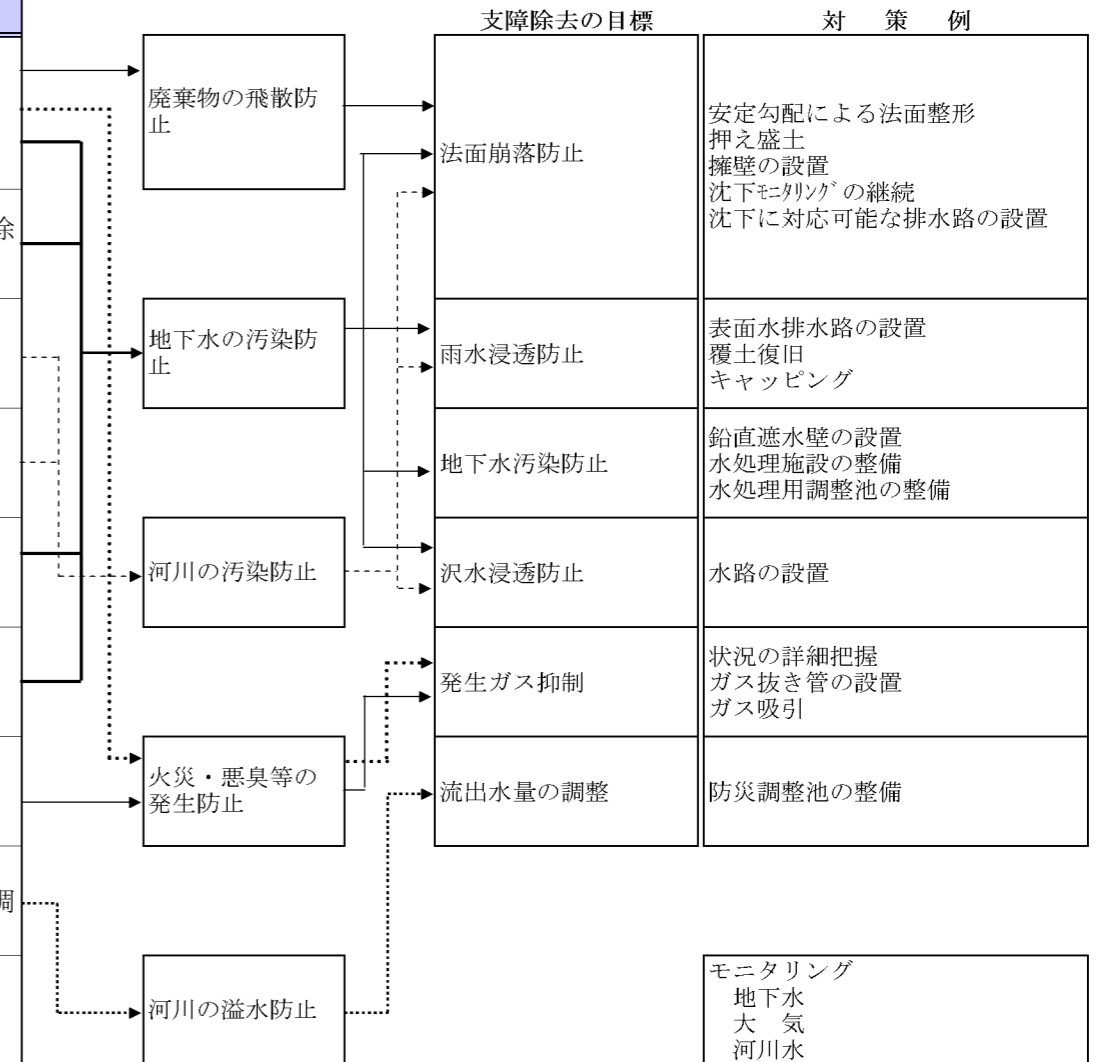 支障除去の目標
対　策　例
余
調
廃棄物の飛散防
止
地下水の汚染防
止
河川の汚染防止
火災・悪臭等の
発生防止
河川の溢水防止
法面崩落防止
安定勾配による法面整形
押え盛土
擁壁の設置
沈下ﾓﾆﾀﾘﾝｸﾞの継続
沈下に対応可能な排水路の設置
雨水浸透防止
表面水排水路の設置
覆土復旧
キャッピング
地下水汚染防止
鉛直遮水壁の設置
水処理施設の整備
水処理用調整池の整備
沢水浸透防止
水路の設置
発生ガス抑制
状況の詳細把握
ガス抜き管の設置
ガス吸引
流出水量の調整
防災調整池の整備
モニタリング
地下水
大　気
河川水